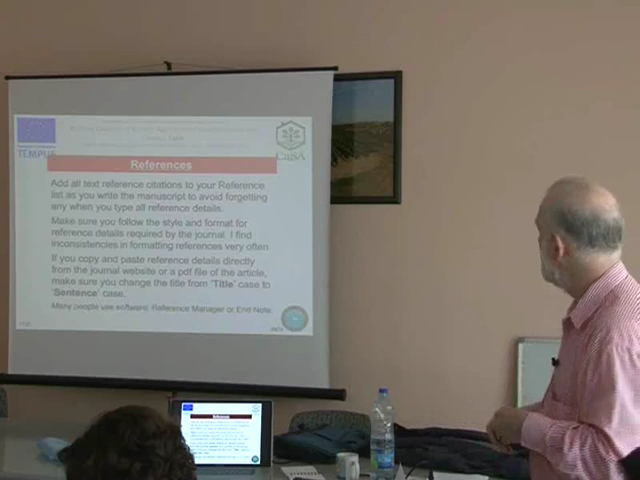 TEMPUS
CaSA
References
Add all text reference citations to your Reference
list as you write the manuscript to avoid forgetting
any when you type all reference details.
Make sure you follow the style and format for
reference details required by the journal. I find
inconsistencies in formatting references very often
If you copy and paste reference details directly
from the journal website or a pdf file of the article,
make sure you change the title from 'Title' case to
'Sentence' case.
Many people use software: Reference Manager or End Note.
References